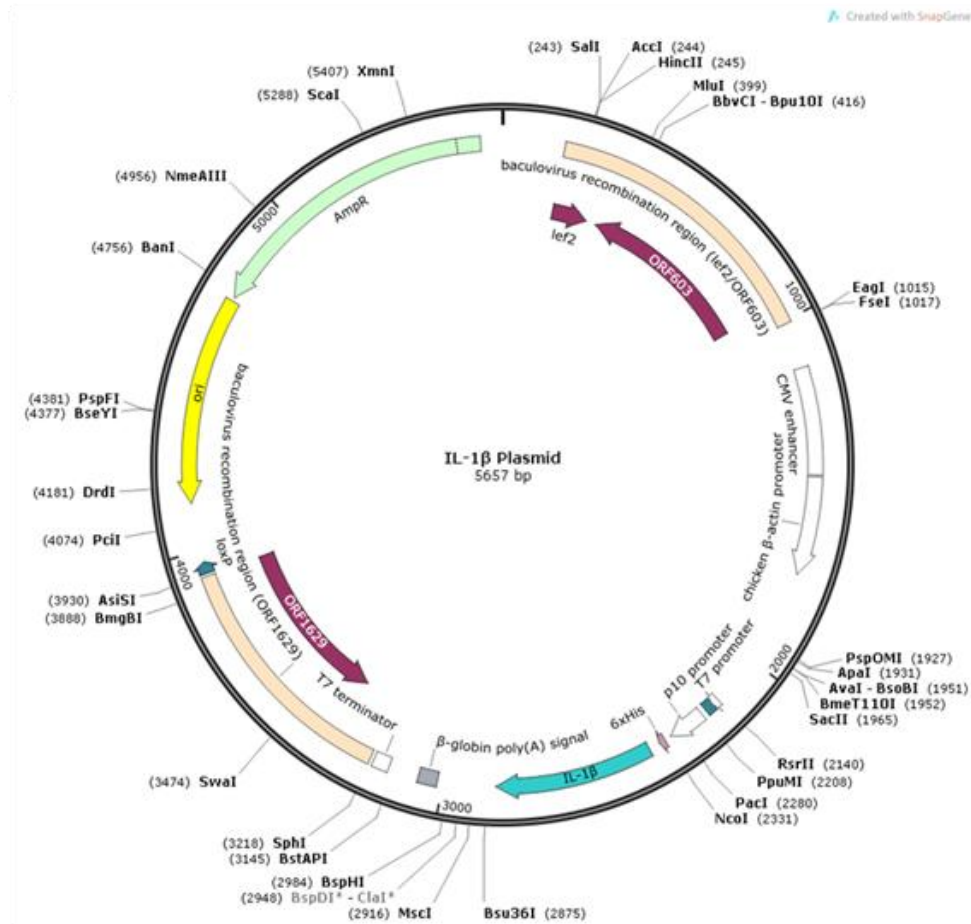 Created with SnapGene
(243) SalI
AccI (244)
HincII (245)
MluI (399)
BbvCI - Bpu10I (416)
(5407) XmnI
(5288) ScaI
(4956) NmeAIII
(4756) BanI
5000
AmpR
baculovirus recombination region (lef2/ORF603)
lef2
ORF603
1000
EagI (1015)
FseI (1017)
(4381) PspFI
(4377) BseYI
ori
CMV enhancer
chicken β-actin promoter
IL-1β Plasmid
5657 bp
(4181) DrdI
(4074) PciI
4000
loxP
baculovirus recombination region (ORF1629)
ORF1629
(3930) AsiSI
(3888) BmgBI
T7 terminator
β-globin poly(A) signal
6xHis
p10 promoter
T7 promoter
IL-1β
2000
PspOMI (1927)
ApaI (1931)
AvaI - BsoBI (1951)
BmeT110I (1952)
SacII (1965)
RsrII (2140)
PpuMI (2208)
PacI (2280)
NcoI (2331)
(3474) SwaI
3000
(3218) SphI
(3145) BstAPI
(2984) BspHI
(2948) BspDI* - ClaI*
(2916) MscI
Bsu36I (2875)